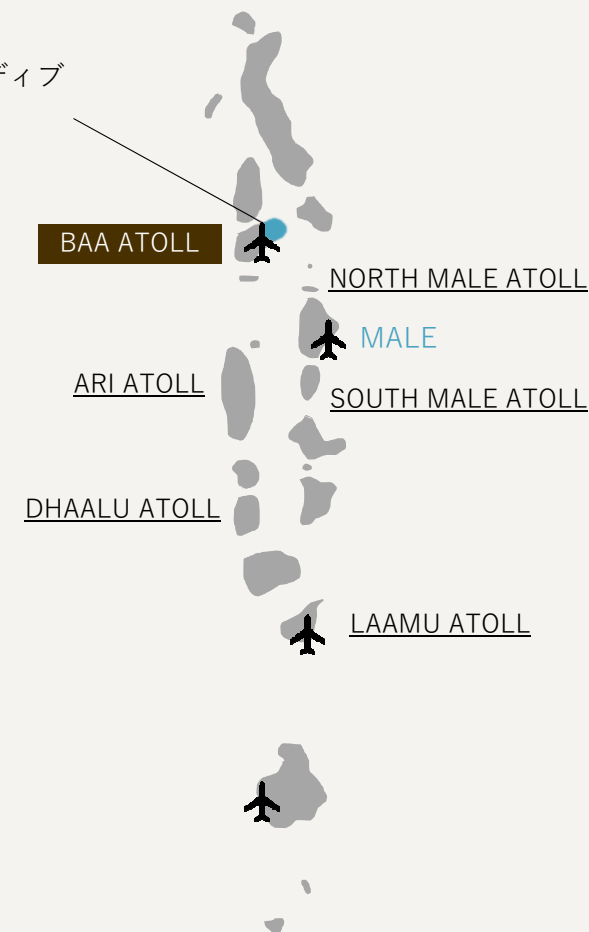 ディブ
BAA ATOLL
NORTH MALE ATOLL
MALE
ARI ATOLL
SOUTH MALE ATOLL
DHAALU ATOLL
LAAMU ATOLL